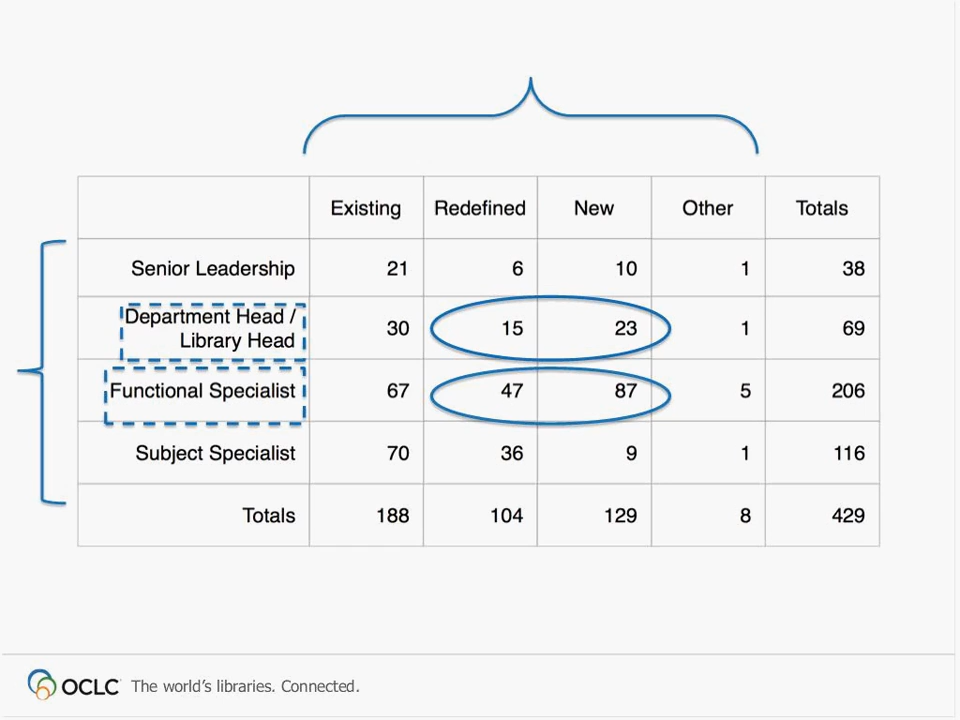 Existing Redefined New Other Totals
Senior Leadership 21 6 10 1 38
Department Head /
Library Head 30 15 23 1 69
Functional Specialist 67 47 87 5 206
Subject Specialist 70 36 9 1 116
Totals 188 104 129 8 429
OCLC The world's libraries. Connected.